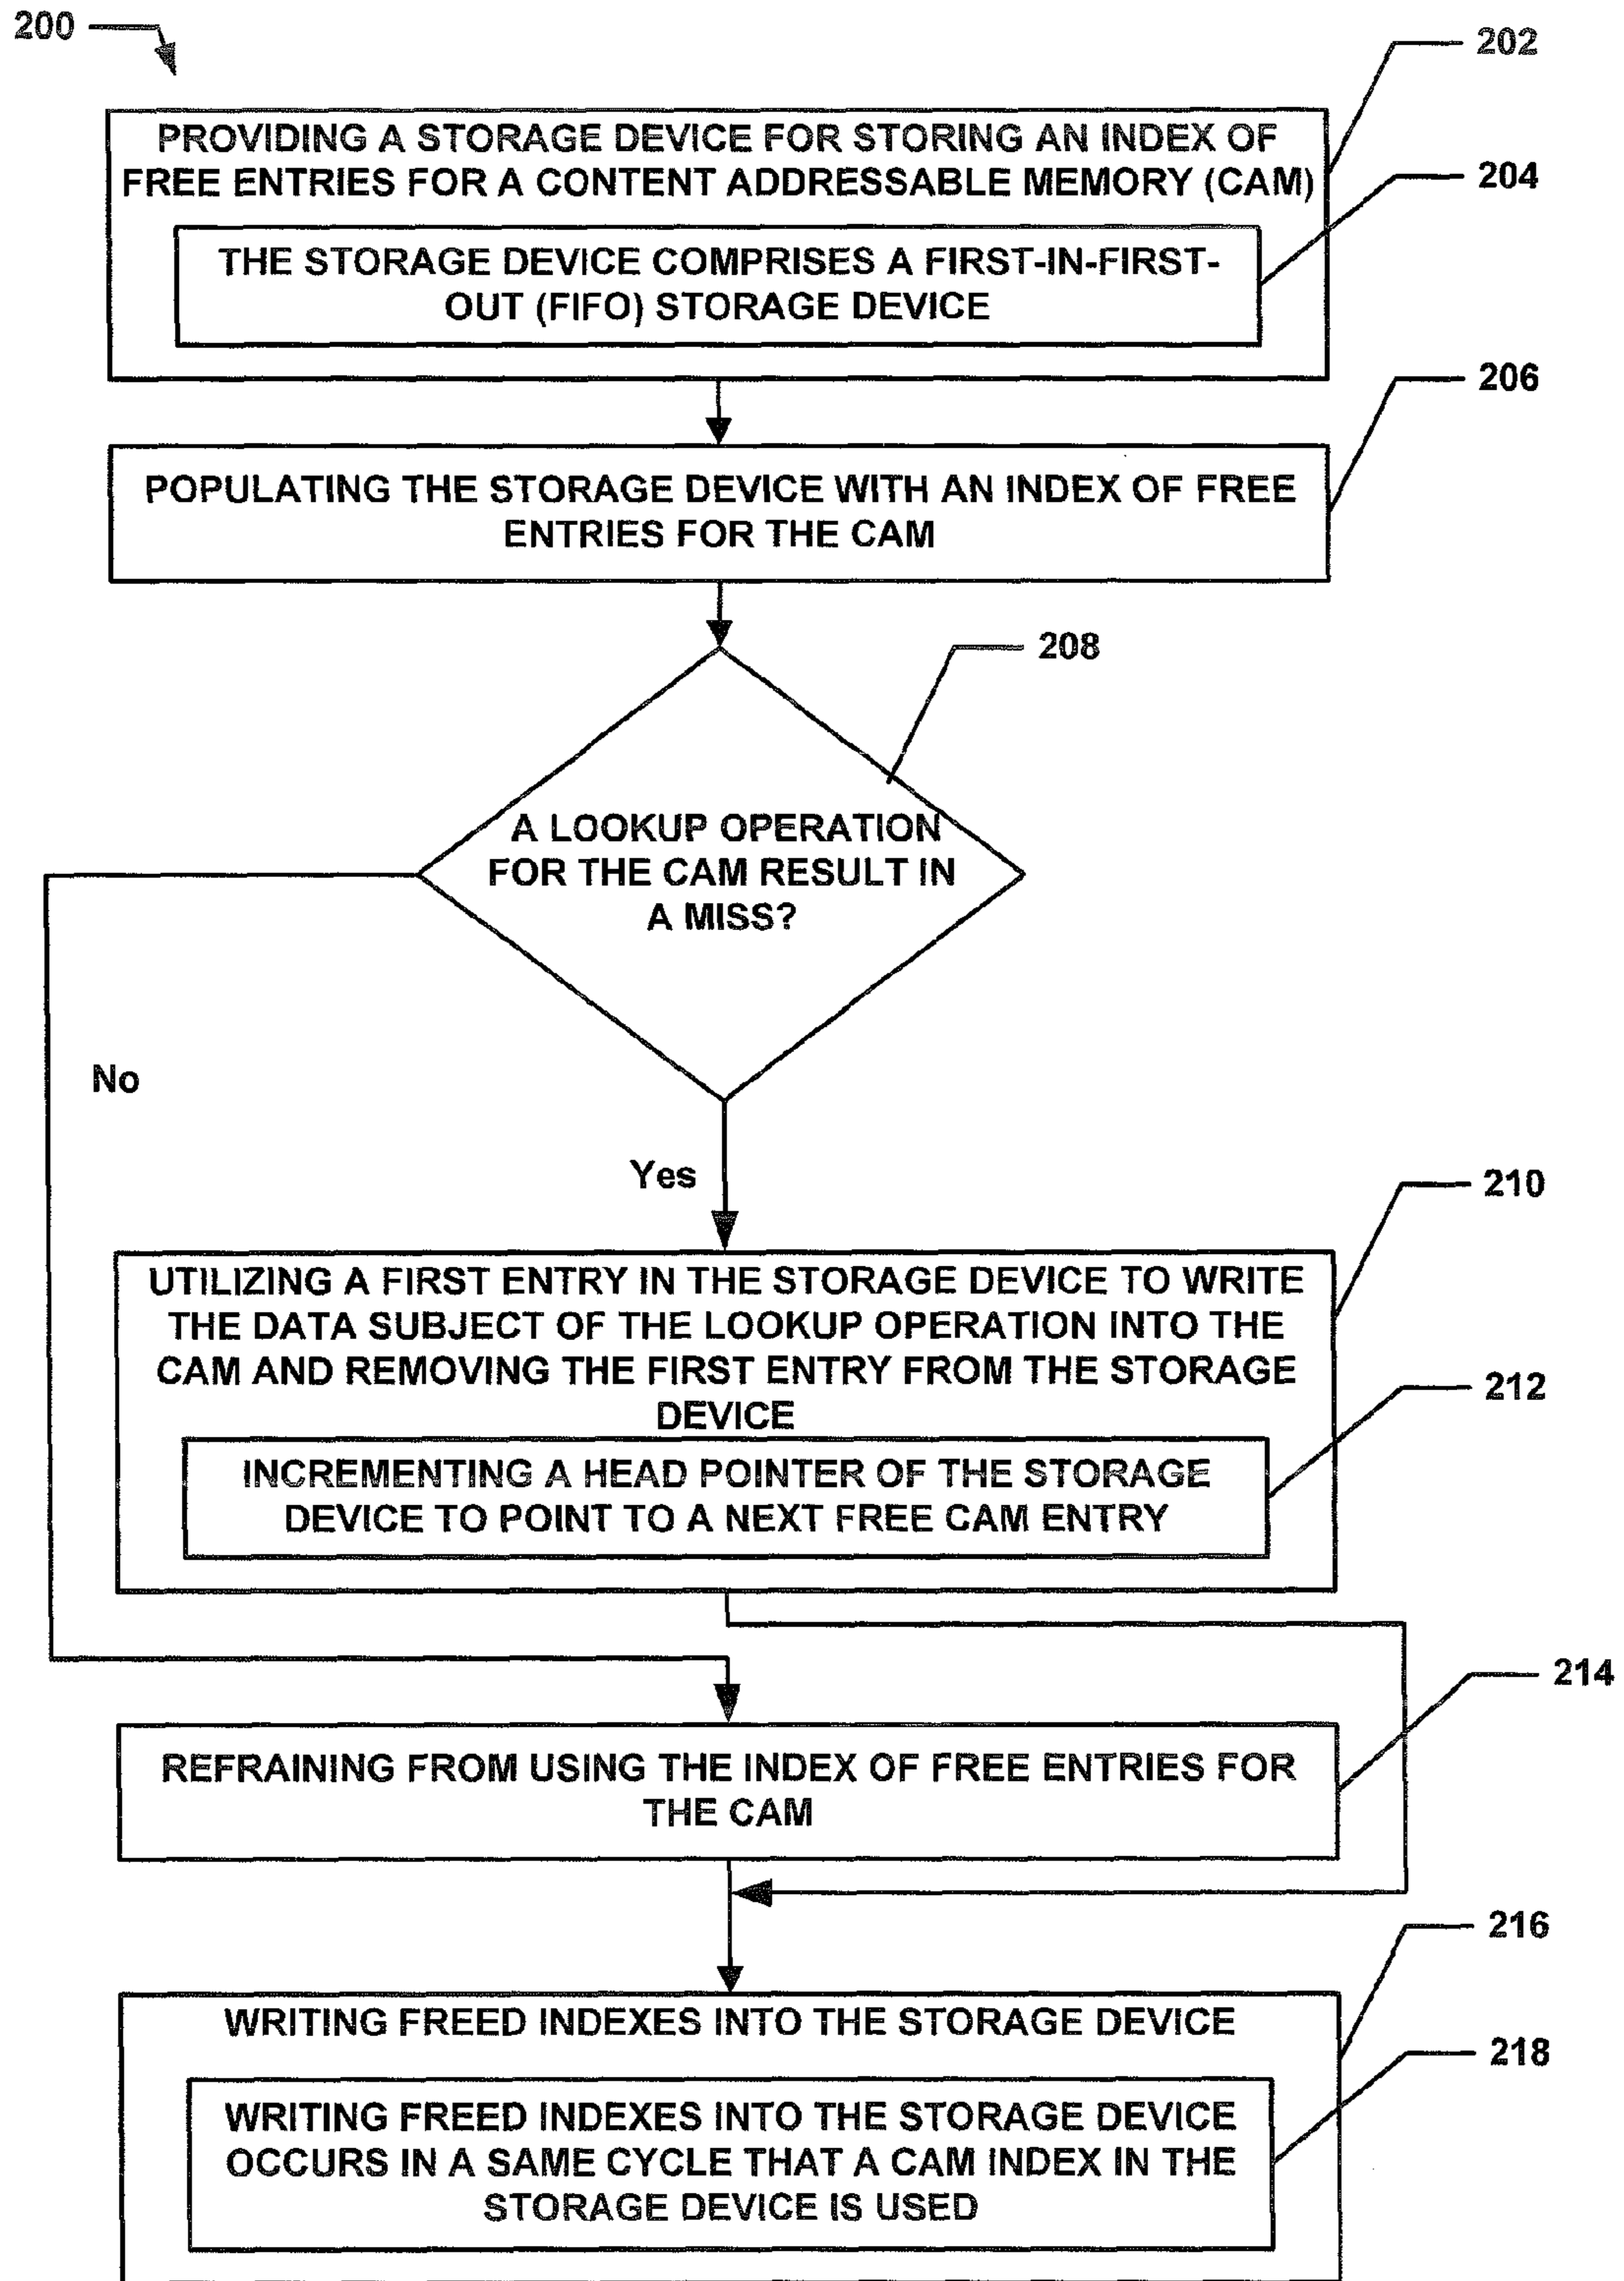 200
202
PROVIDING A STORAGE DEVICE FOR STORING AN INDEX OF
FREE ENTRIES FOR A CONTENT ADDRESSABLE MEMORY (CAM)
204
THE STORAGE DEVICE COMPRISES A FIRST-IN-FIRST-
OUT (FIFO) STORAGE DEVICE
206
POPULATING THE STORAGE DEVICE WITH AN INDEX OF FREE
ENTRIES FOR THE CAM
208
A LOOKUP OPERATION
FOR THE CAM RESULT IN
A MISS?
No
Yes
210
UTILIZING A FIRST ENTRY IN THE STORAGE DEVICE TO WRITE
THE DATA SUBJECT OF THE LOOKUP OPERATION INTO THE
CAM AND REMOVING THE FIRST ENTRY FROM THE STORAGE
DEVICE
212
INCREMENTING A HEAD POINTER OF THE STORAGE
DEVICE TO POINT TO A NEXT FREE CAM ENTRY
214
REFRAINING FROM USING THE INDEX OF FREE ENTRIES FOR
THE CAM
216
WRITING FREED INDEXES INTO THE STORAGE DEVICE
218
WRITING FREED INDEXES INTO THE STORAGE DEVICE
OCCURS IN A SAME CYCLE THAT A CAM INDEX IN THE
STORAGE DEVICE IS USED